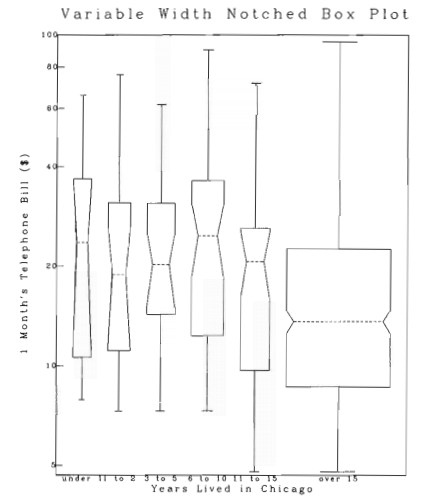 Variable Width Notched Box Plot
100
80
60
40
20
10
5
1 Month's Telephone Bill ($)
under 1 1 to 2 3 to 5 6 to 10 11 to 15 over 15
Years Lived in Chicago